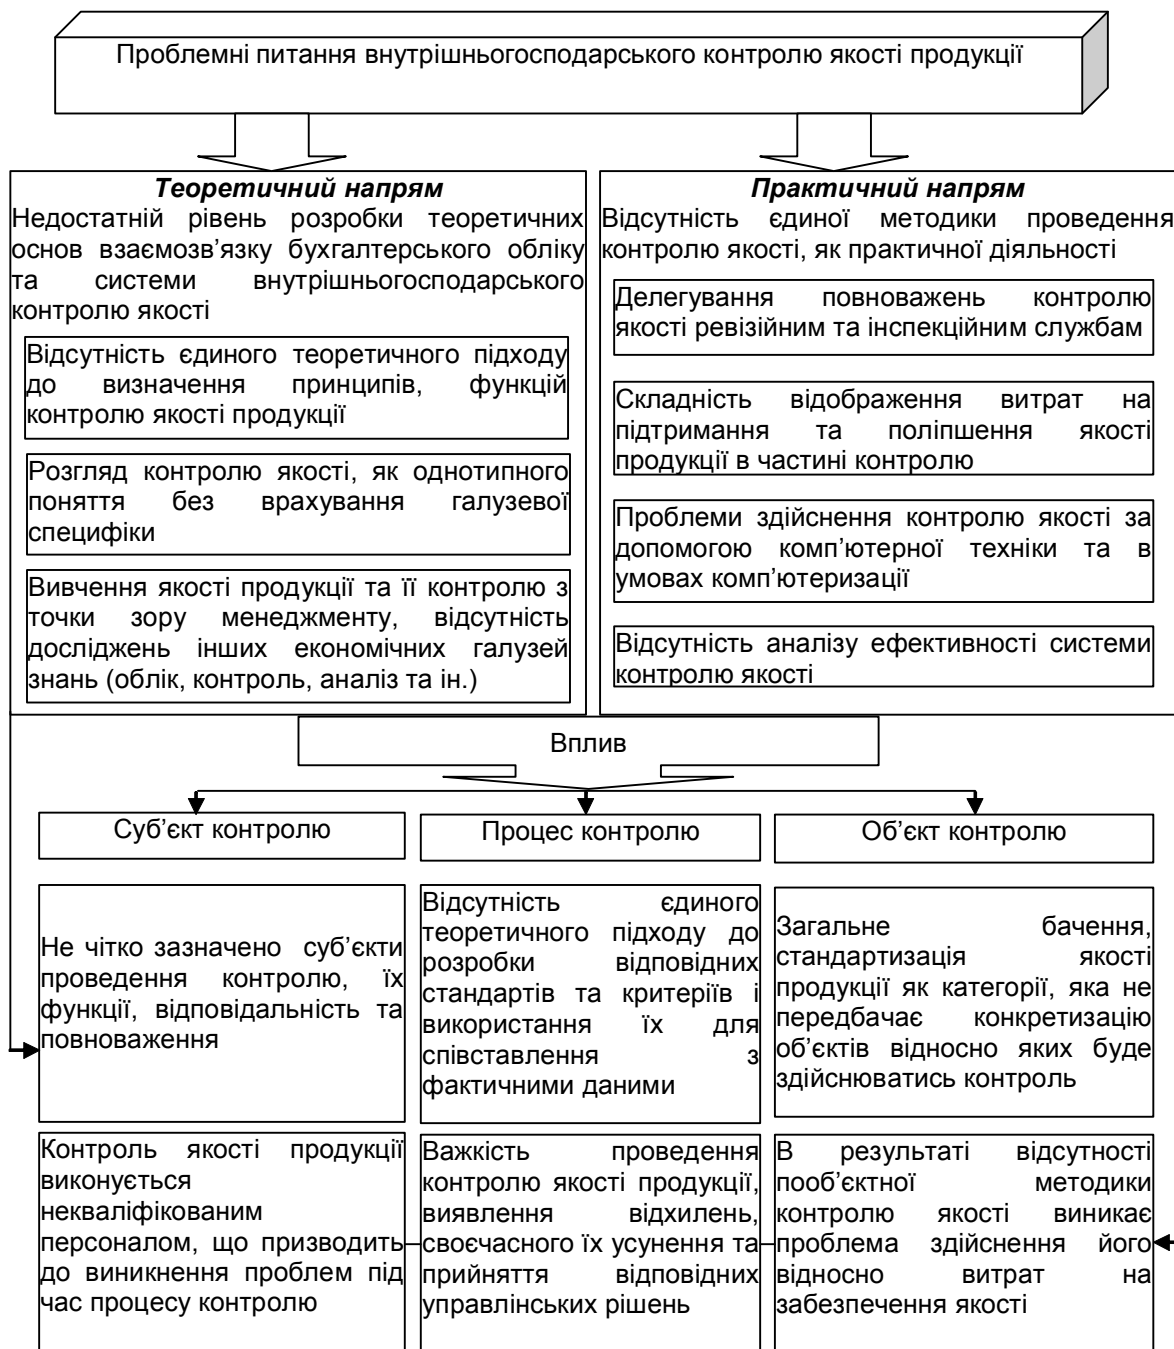 Проблемні питання внутрішньогосподарського контролю якості продукції
Теоретичний напрям
Недостатній рівень розробки теоретичних
основ взаємозв’язку бухгалтерського обліку
та системи внутрішньогосподарського
контролю якості
Відсутність єдиного теоретичного підходу
до визначення принципів, функцій
контролю якості продукції
Розгляд контролю якості, як однотипного
поняття без врахування галузевої
специфіки
Вивчення якості продукції та її контролю з
точки зору менеджменту, відсутність
досліджень інших економічних галузей
знань (облік, контроль, аналіз та ін.)
Практичний напрям
Відсутність єдиної методики проведення
контролю якості, як практичної діяльності
Делегування повноважень контролю
якості ревізійним та інспекційним службам
Складність відображення витрат на
підтримання та поліпшення якості
продукції в частині контролю
Проблеми здійснення контролю якості за
допомогою комп’ютерної техніки та в
умовах комп’ютеризації
Відсутність аналізу ефективності системи
контролю якості
Вплив
Суб’єкт контролю
Процес контролю
Об’єкт контролю
Не чітко зазначено суб’єкти
проведення контролю, їх
функції, відповідальність та
повноваження
Відсутність єдиного
теоретичного підходу до
розробки відповідних
стандартів та критеріїв і
використання їх для
співставлення з
фактичними даними
Загальне бачення,
стандартизація якості
продукції як категорії, яка не
передбачає конкретизацію
об’єктів відносно яких буде
здійснюватись контроль
Контроль якості продукції
виконується
некваліфікованим
персоналом, що призводить
до виникнення проблем під
час процесу контролю
Важкість проведення
контролю якості продукції,
виявлення відхилень,
своєчасного їх усунення та
прийняття відповідних
управлінських рішень
В результаті відсутності
пооб’єктної методики
контролю якості виникає
проблема здійснення його
відносно витрат на
забезпечення якості